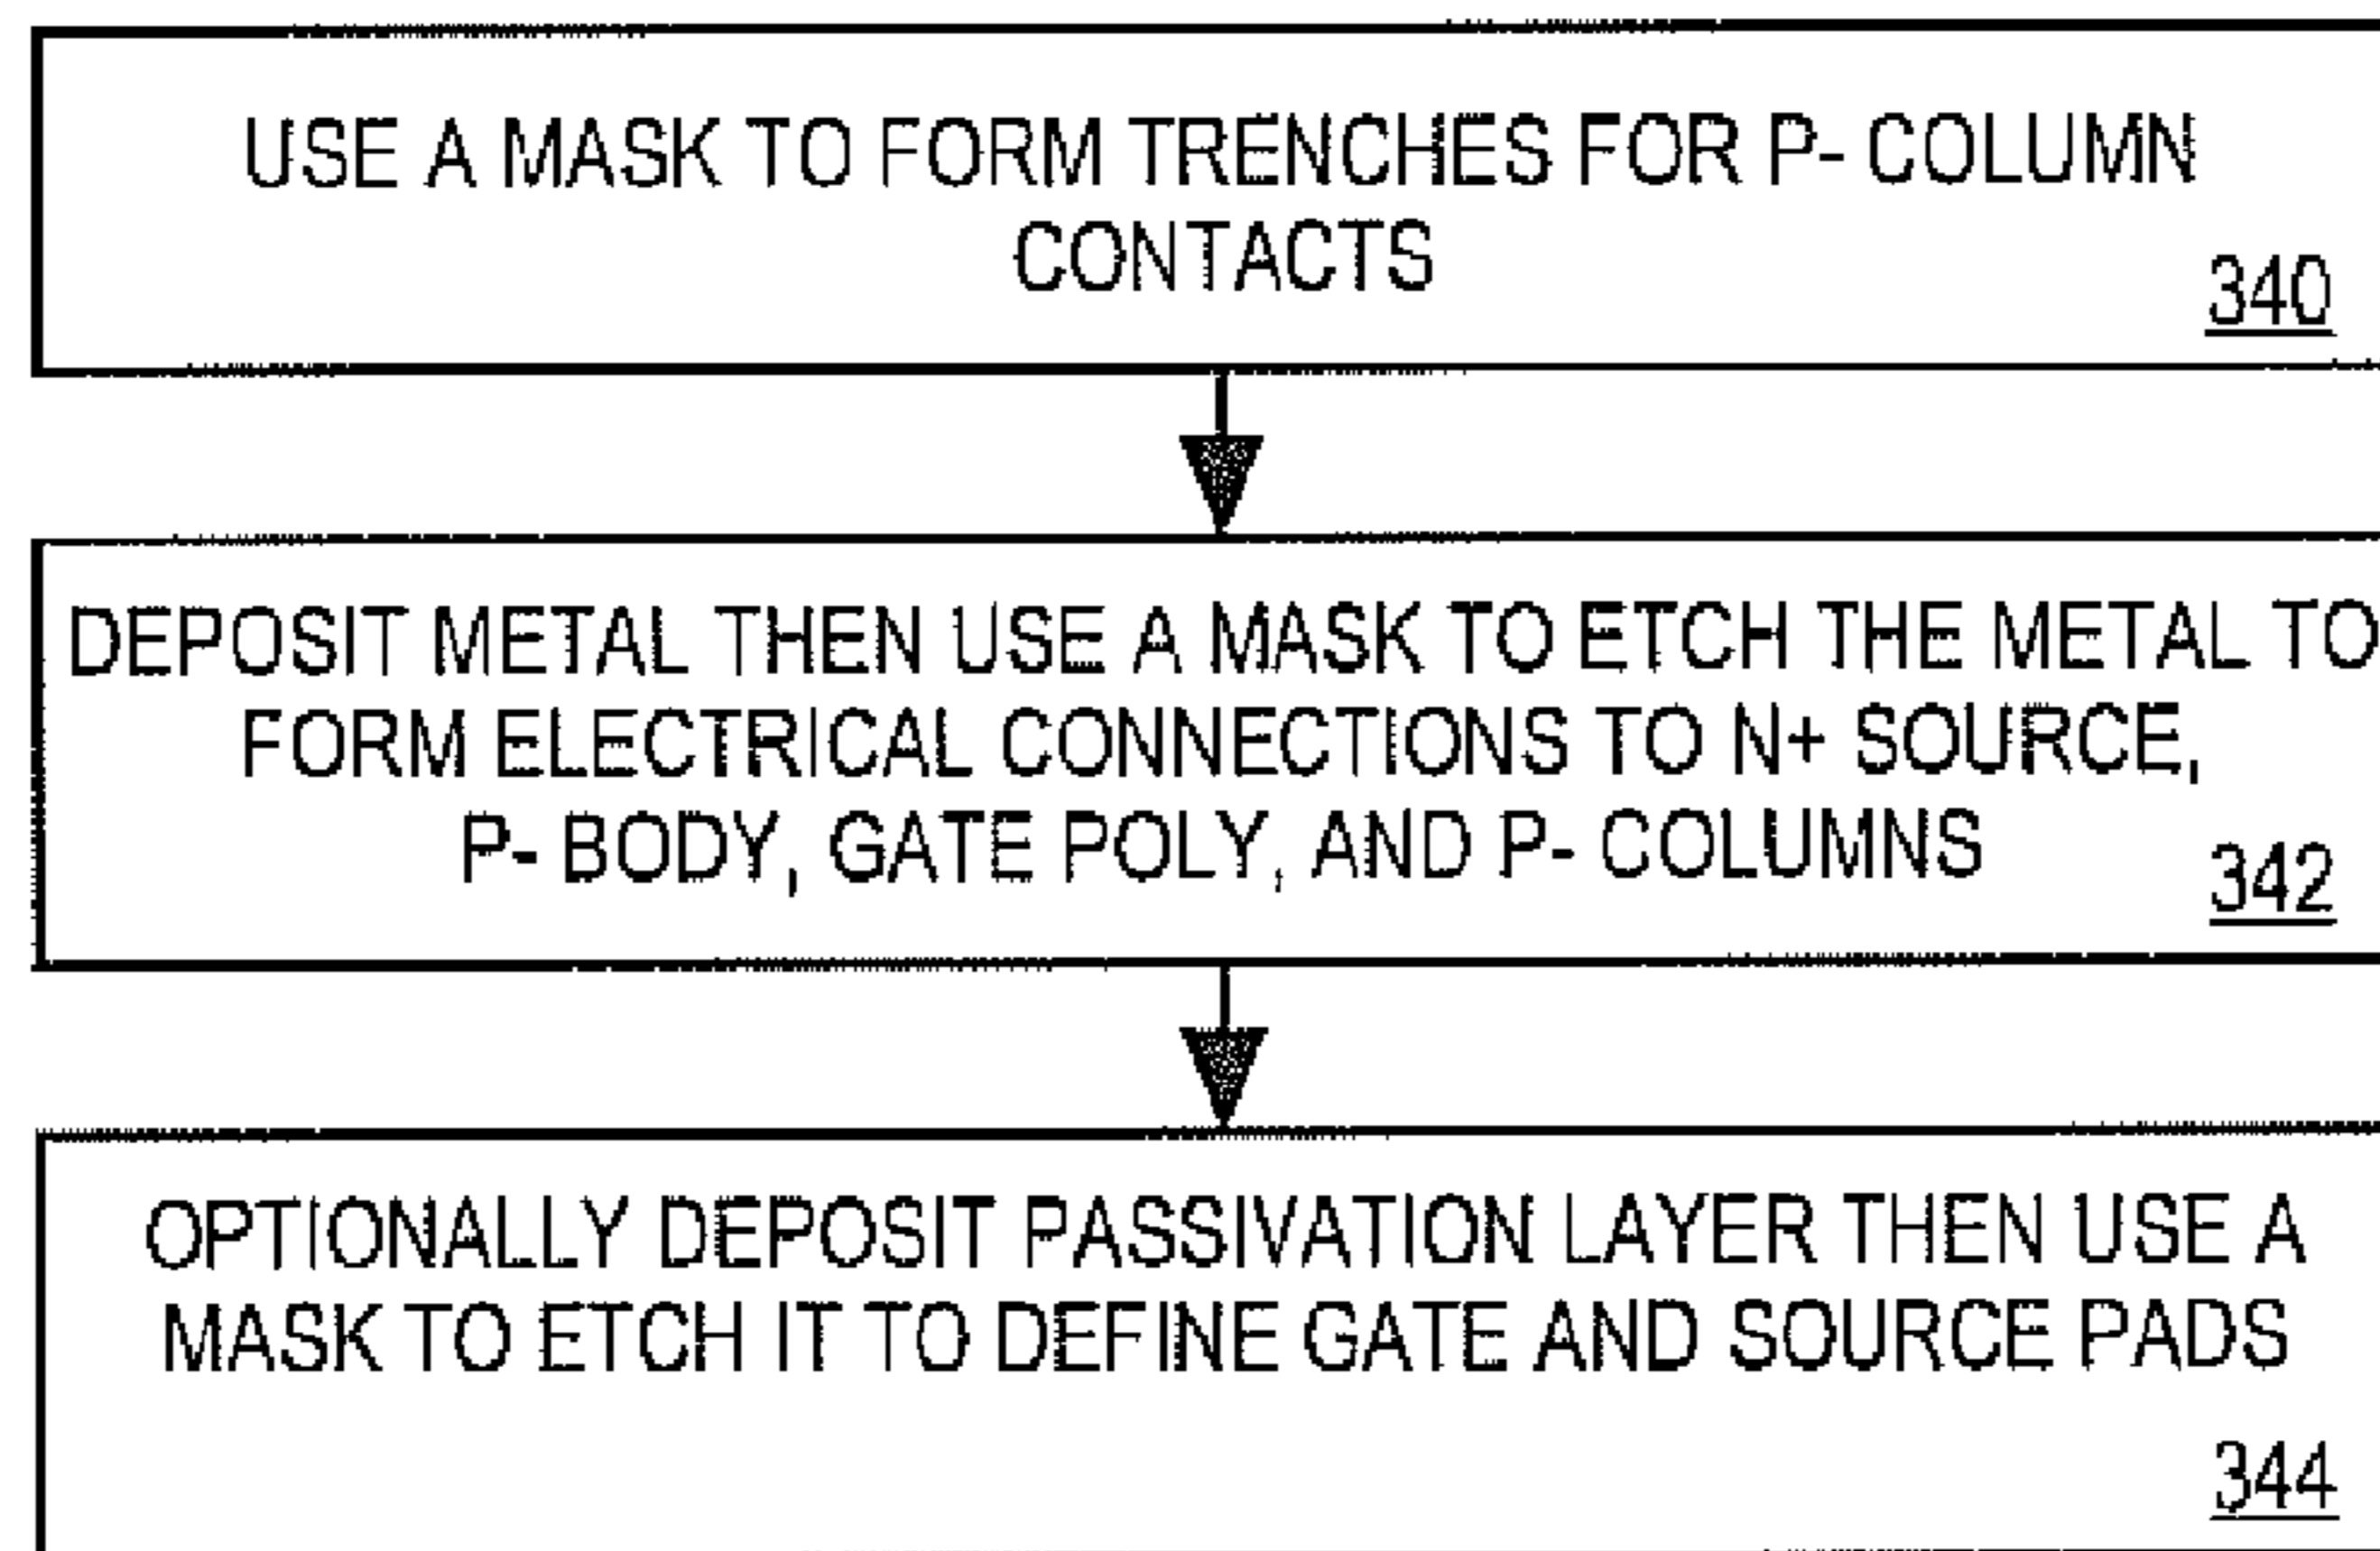 USE A MASK TO FORM TRENCHES FOR P- COLUMN
CONTACTS
340
DEPOSIT METAL THEN USE A MASK TO ETCH THE METAL TO
FORM ELECTRICAL CONNECTIONS TO N+ SOURCE,
P- BODY, GATE POLY, AND P- COLUMNS
342
OPTIONALLY DEPOSIT PASSIVATION LAYER THEN USE A
MASK TO ETCH IT TO DEFINE GATE AND SOURCE PADS
344